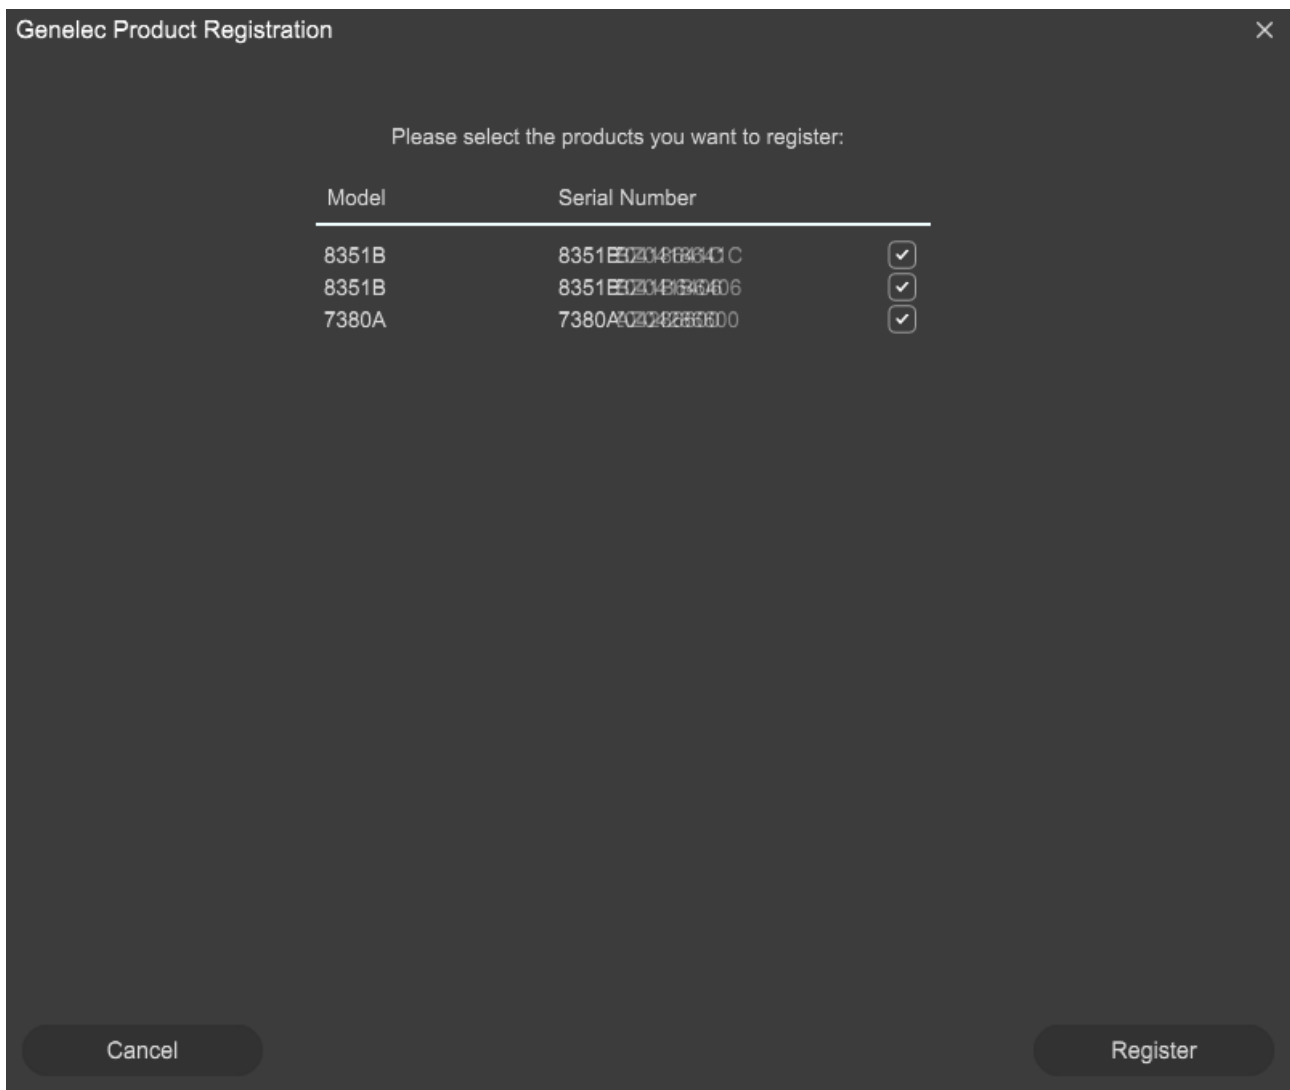 Genelec Product Registration
Please select the products you want to register:
Model Serial Number
8351B
8351B
7380A
Cancel Register